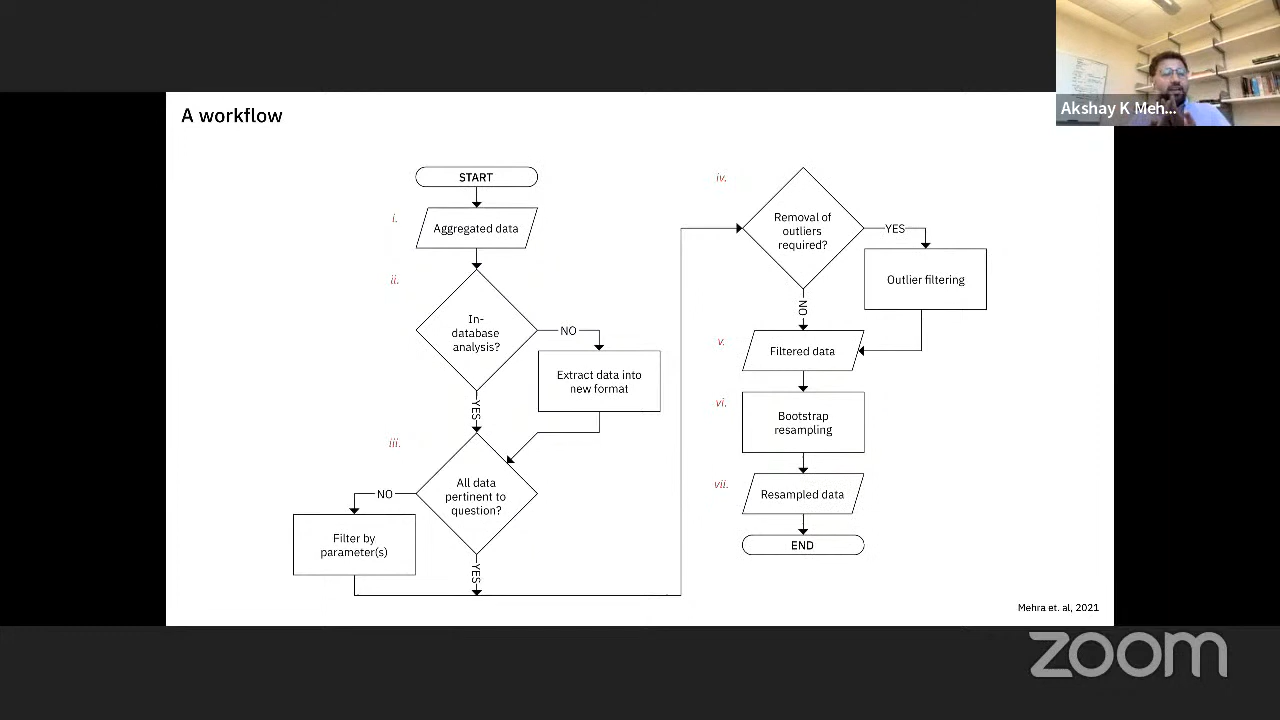 A workflow
Akshay K Meh...
START
i.
Aggregated data
ii.
In-
database
analysis?
NO
Extract data into
new format
YES
iii.
All data
pertinent to
question?
NO
Filter by
parameter(s)
YES
iv.
Removal of
outliers
required?
YES
Outlier filtering
NO
v.
Filtered data
vi.
Bootstrap
resampling
vii.
Resampled data
END
Mehra et. al, 2021
zoom